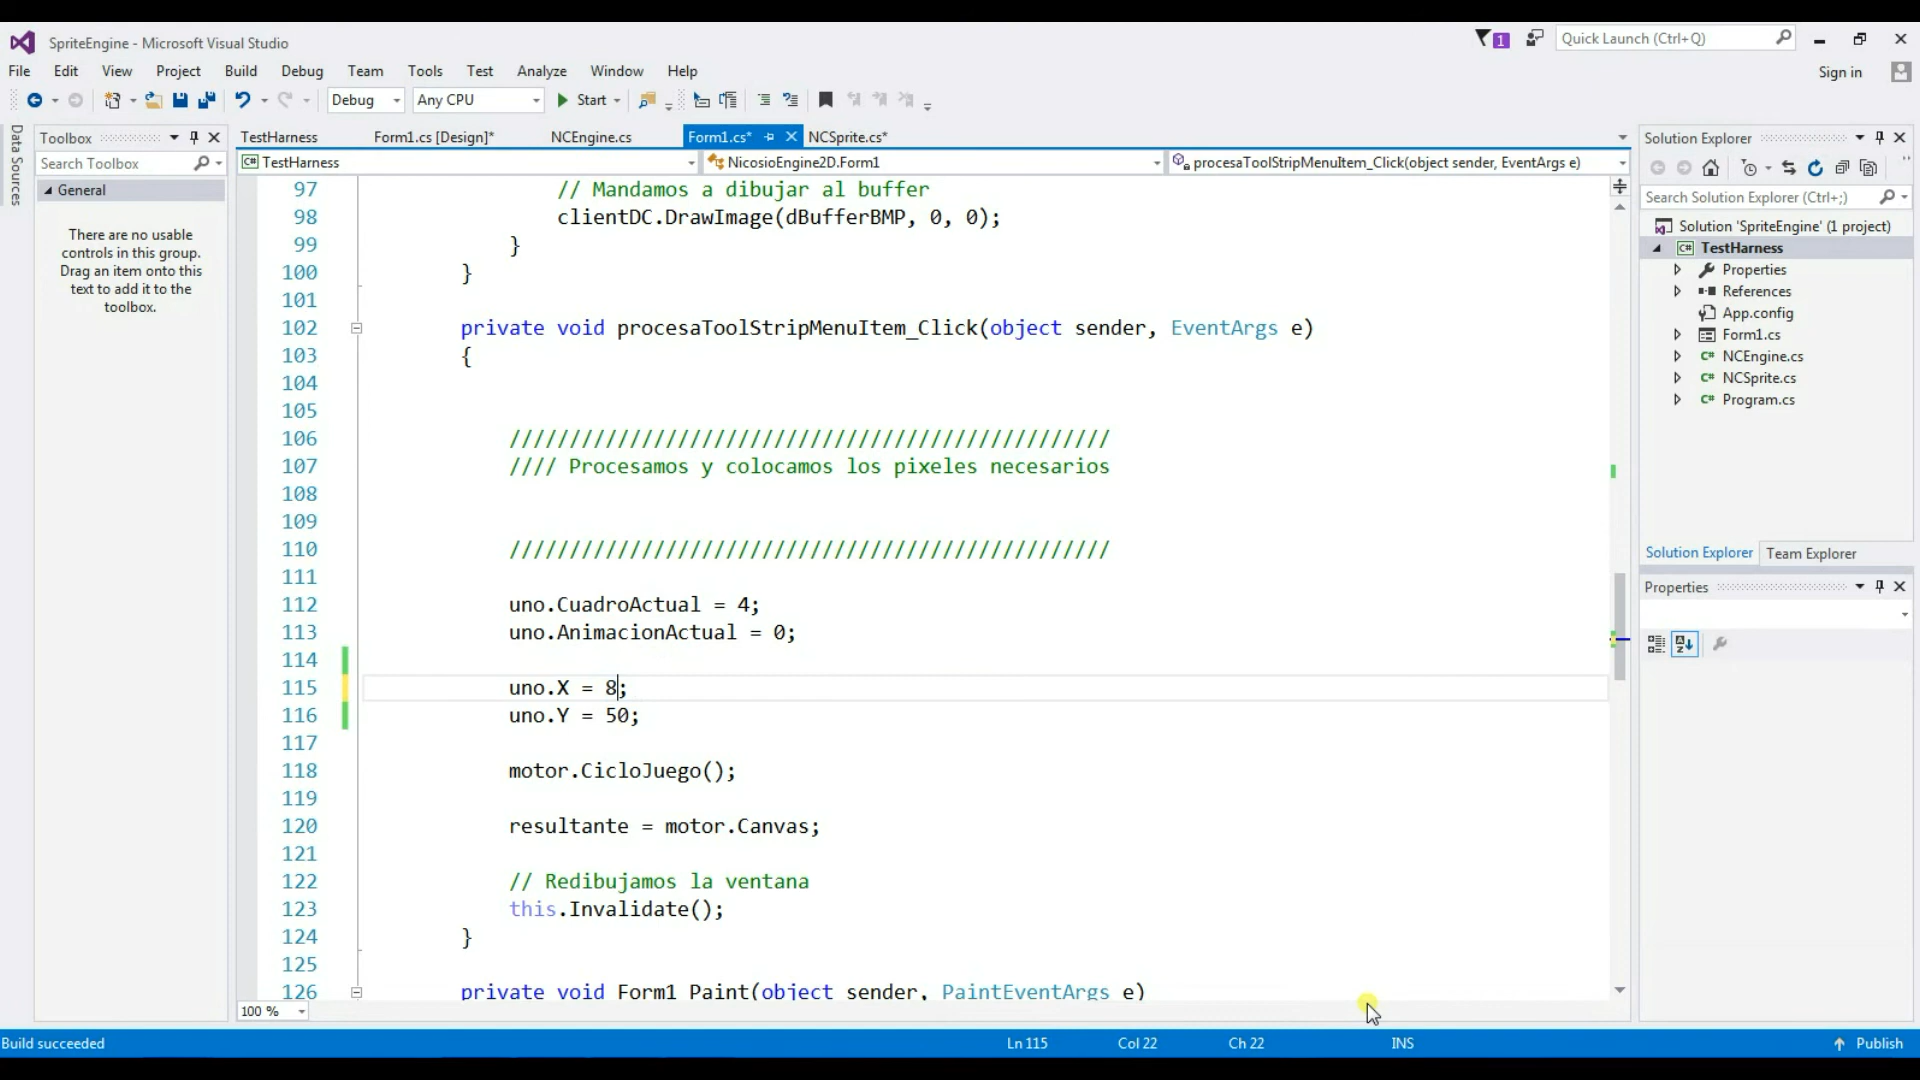 SpriteEngine - Microsoft Visual Studio
1
Quick Launch (Ctrl+Q)
File Edit View Project Build Debug Team Tools Test Analyze Window Help
Sign in
Debug Any CPU Start
Data Sources
Toolbox
Search Toolbox
General
There are no usable
controls in this group.
Drag an item onto this
text to add it to the
toolbox.
TestHarness Form1.cs [Design]* NCEngine.cs Form1.cs* NCSprite.cs*
TestHarness NicosioEngine2D.Form1 procesaToolStripMenuItem_Click(object sender, EventArgs e)
97 // Mandamos a dibujar al buffer
98 clientDC.DrawImage(dBufferBMP, 0, 0);
99 }
100 }
101
102 private void procesaToolStripMenuItem_Click(object sender, EventArgs e)
103 {
104
105
106 //////////////////////////////////////////////////
107 //// Procesamos y colocamos los pixeles necesarios
108
109
110 //////////////////////////////////////////////////
111
112 uno.CuadroActual = 4;
113 uno.AnimacionActual = 0;
114
115 uno.X = 8;
116 uno.Y = 50;
117
118 motor.CicloJuego();
119
120 resultante = motor.Canvas;
121
122 // Redibujamos la ventana
123 this.Invalidate();
124 }
125
126 private void Form1_Paint(object sender, PaintEventArgs e)
100 %
Solution Explorer
Search Solution Explorer (Ctrl+;)
Solution 'SpriteEngine' (1 project)
TestHarness
Properties
References
App.config
Form1.cs
NCEngine.cs
NCSprite.cs
Program.cs
Solution Explorer Team Explorer
Properties
Build succeeded Ln 115 Col 22 Ch 22 INS Publish